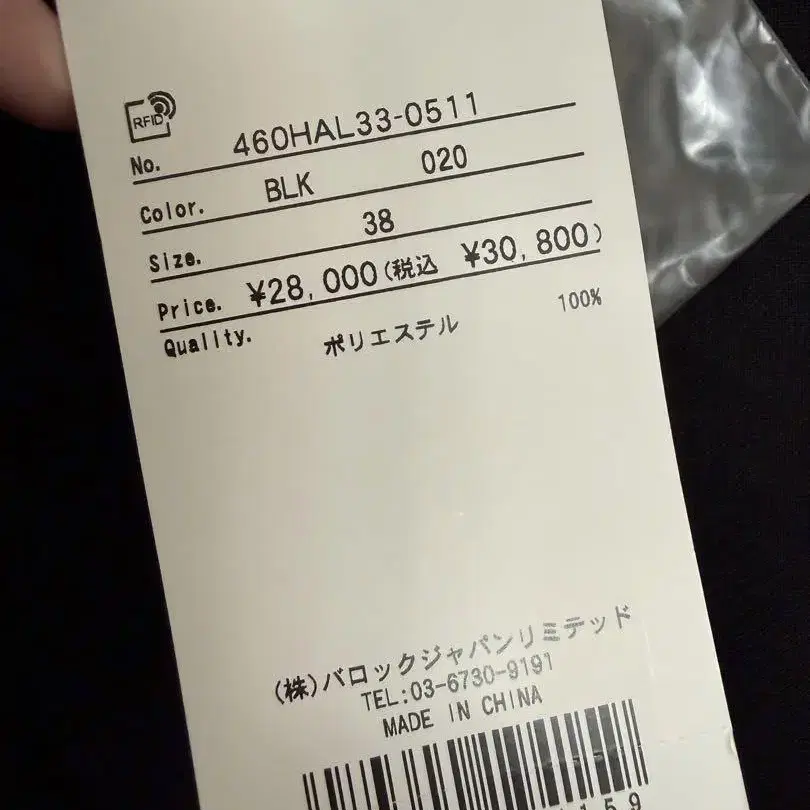 RFID
No. 460HAL33-0511
Color. BLK 020
Size. 38
Price. ¥28,000(税込 ¥30,800)
Quality. ポリエステル 100%
(株)バロックジャパンリミテッド
TEL:03-6730-9191
MADE IN CHINA
159